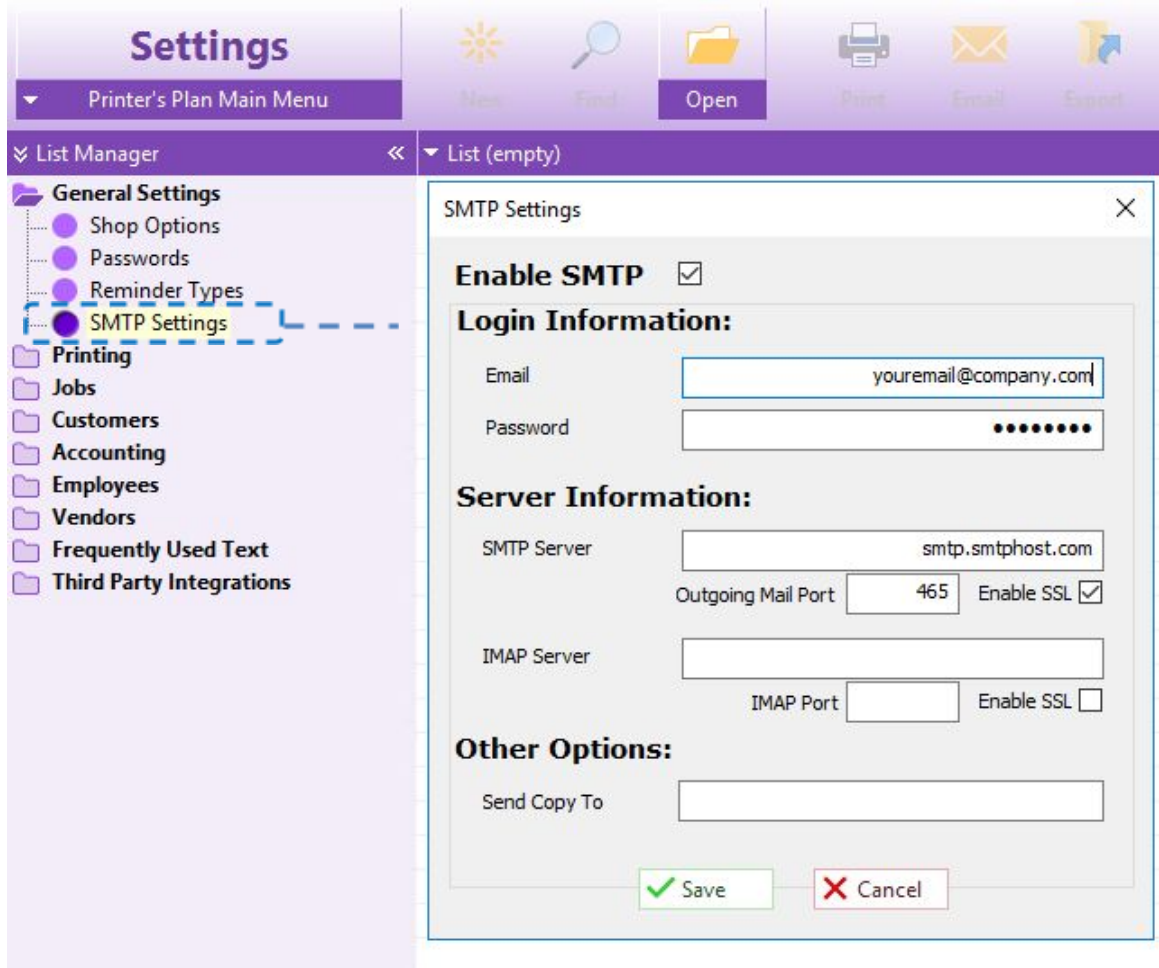 Settings
Printer's Plan Main Menu
New Find Open Print Email Export
List Manager
List (empty)
General Settings
Shop Options
Passwords
Reminder Types
SMTP Settings
Printing
Jobs
Customers
Accounting
Employees
Vendors
Frequently Used Text
Third Party Integrations
SMTP Settings
Enable SMTP
Login Information:
Email youremail@company.com
Password ••••••••
Server Information:
SMTP Server smtp.smtphost.com
Outgoing Mail Port 465 Enable SSL
IMAP Server
IMAP Port Enable SSL
Other Options:
Send Copy To
Save Cancel